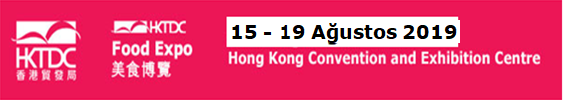 HKTDC
香港貿發局
HKTDC
Food Expo
美食博覽
15 - 19 Ağustos 2019
Hong Kong Convention and Exhibition Centre